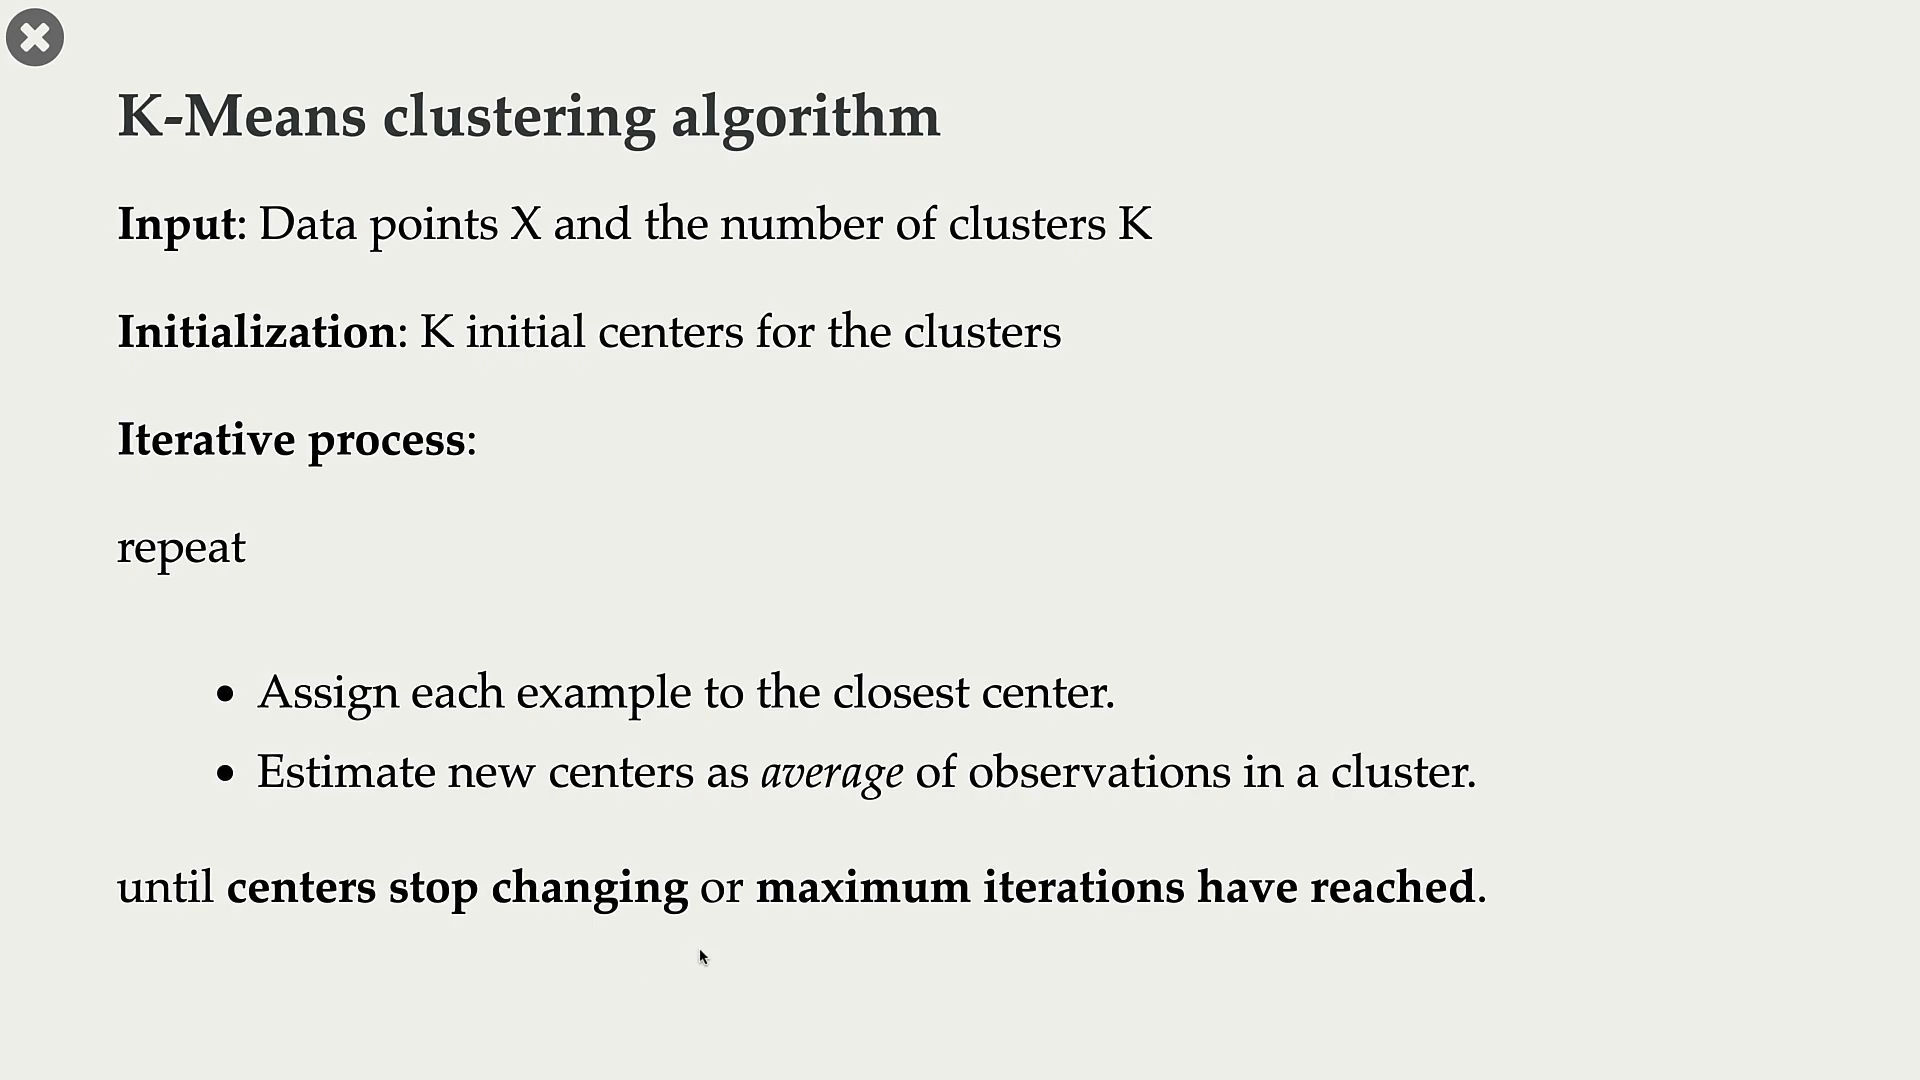 K-Means clustering algorithm
Input: Data points X and the number of clusters K
Initialization: K initial centers for the clusters
Iterative process:
repeat
• Assign each example to the closest center.
• Estimate new centers as average of observations in a cluster.
until centers stop changing or maximum iterations have reached.